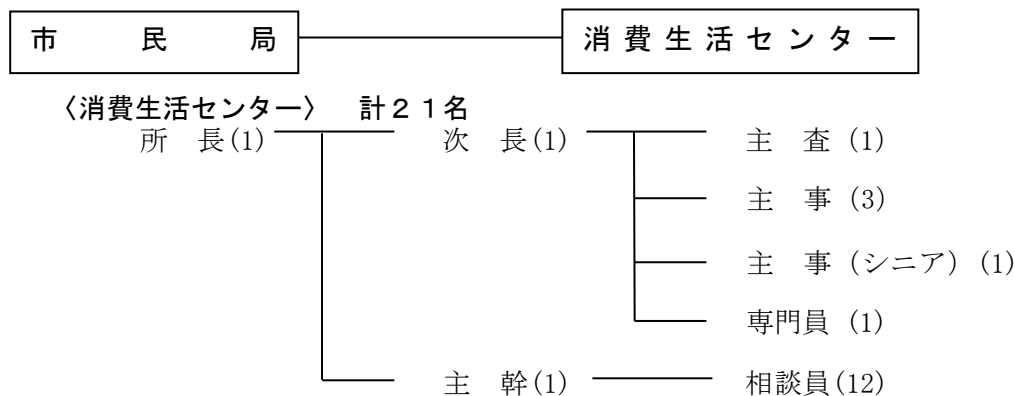 市民局 消費生活センター
〈消費生活センター〉 計２１名
所 長(1) 次 長(1) 主 査 (1)
主 事 (3)
主 事 (シニア) (1)
専門員 (1)
主 幹(1) 相談員(12)